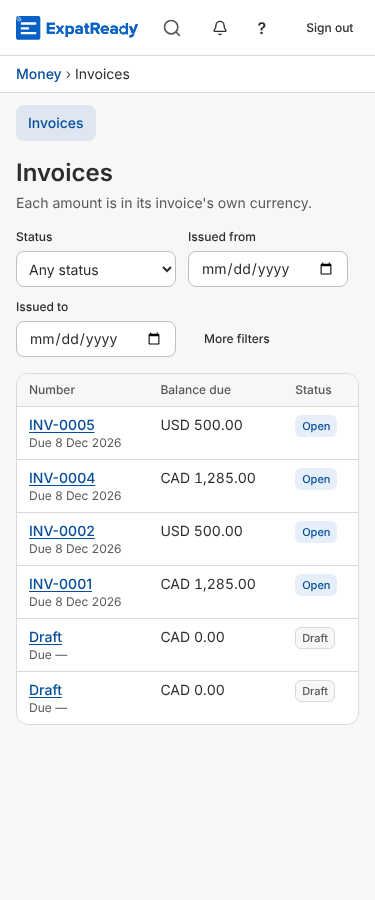 ExpatReady ? Sign out
Money › Invoices
Invoices
Invoices
Each amount is in its invoice's own currency.
Status Issued from
Any status mm/dd/yyyy
Issued to
mm/dd/yyyy More filters
Number Balance due Status
INV-0005 USD 500.00 Open
Due 8 Dec 2026
INV-0004 CAD 1,285.00 Open
Due 8 Dec 2026
INV-0002 USD 500.00 Open
Due 8 Dec 2026
INV-0001 CAD 1,285.00 Open
Due 8 Dec 2026
Draft CAD 0.00 Draft
Due —
Draft CAD 0.00 Draft
Due —